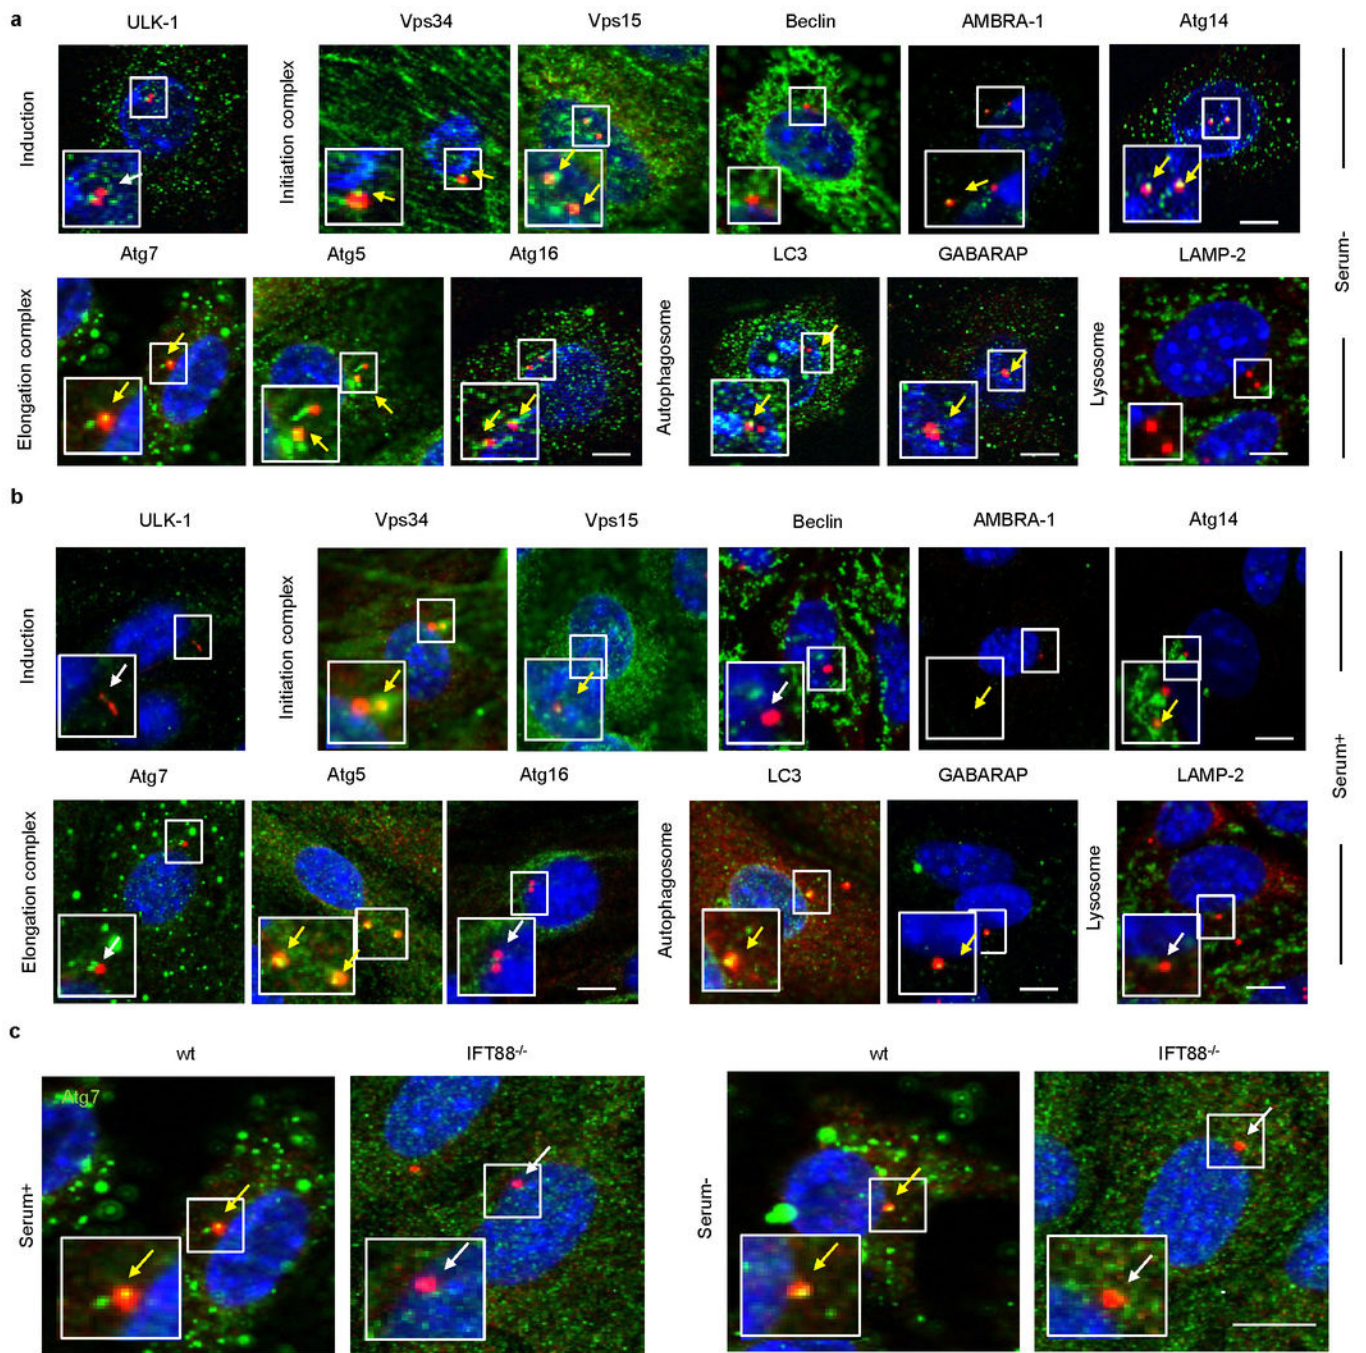 a
ULK-1 Vps34 Vps15 Beclin AMBRA-1 Atg14
Induction
Initiation complex
Atg7 Atg5 Atg16 LC3 GABARAP LAMP-2
Elongation complex
Autophagosome
Lysosome
Serum-
b
ULK-1 Vps34 Vps15 Beclin AMBRA-1 Atg14
Induction
Initiation complex
Atg7 Atg5 Atg16 LC3 GABARAP LAMP-2
Elongation complex
Autophagosome
Lysosome
Serum+
c
wt IFT88-/- wt IFT88-/-
Atg7
Serum+
Serum-